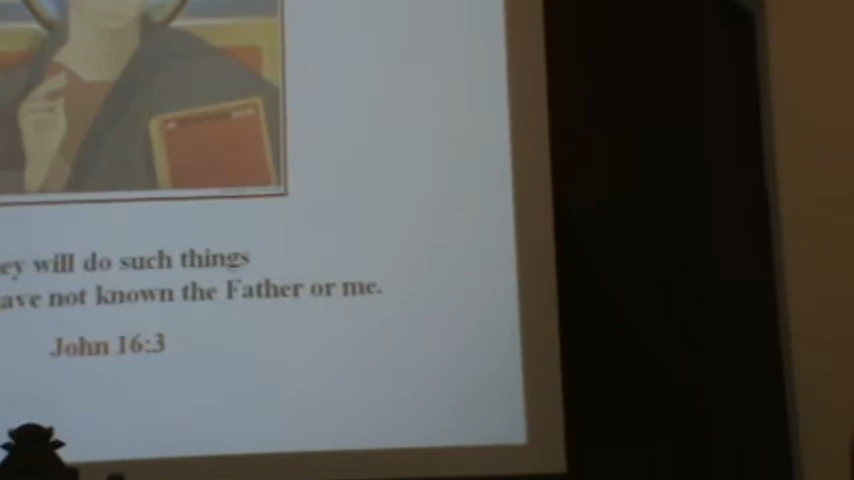 ey will do such things
ave not known the Father or me.
John 16:3